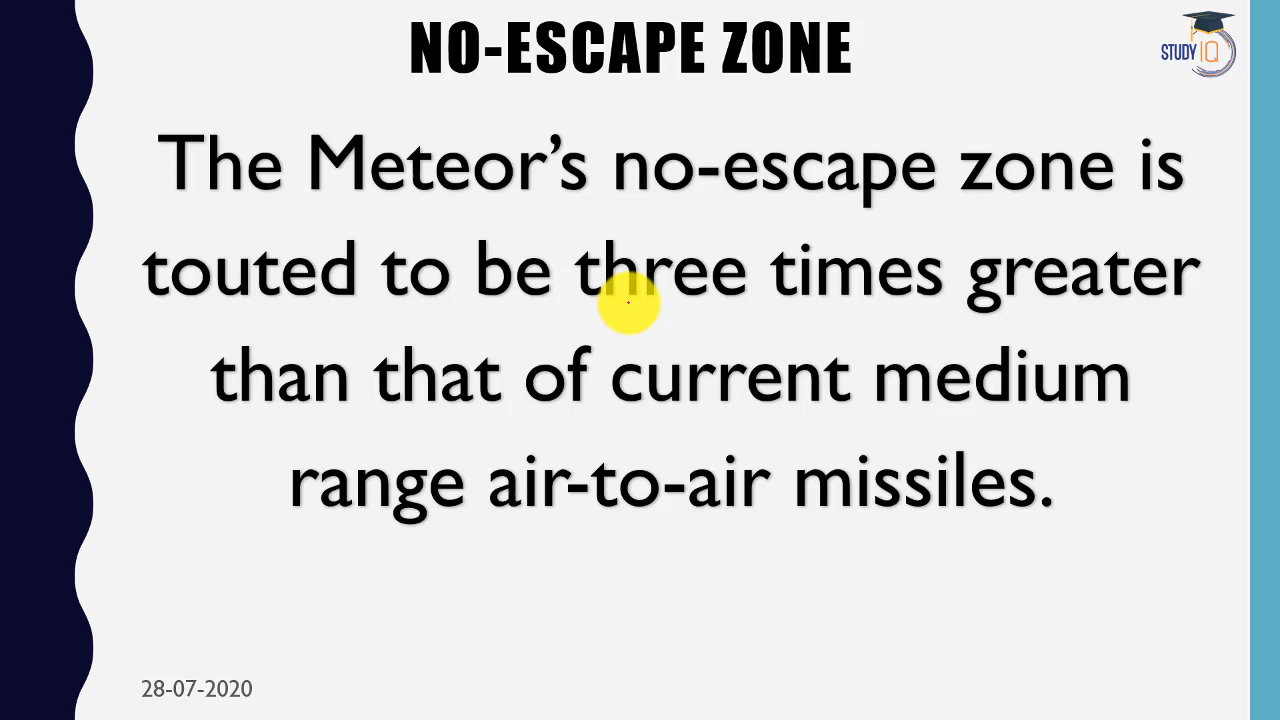 NO-ESCAPE ZONE
STUDY IQ
The Meteor’s no-escape zone is
touted to be three times greater
than that of current medium
range air-to-air missiles.
28-07-2020